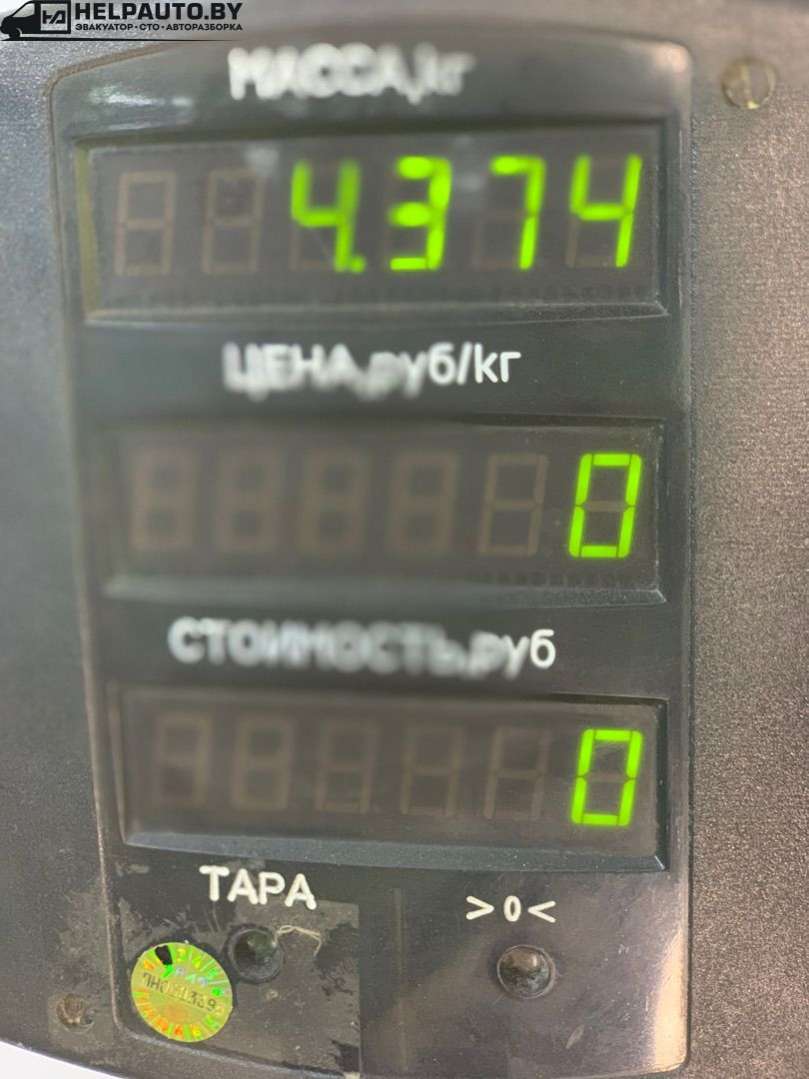 HELPAUTO.BY
ЭВАКУАТОР·СТО·АВТОРАЗБОРКА
МАССА,кг
4.374
ЦЕНА,руб/кг
0
СТОИМОСТЬ,руб
0
ТАРА >0<